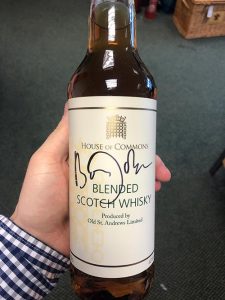 HOUSE OF COMMONS
BLENDED
SCOTCH WHISKY
Produced by
Old St. Andrews Limited